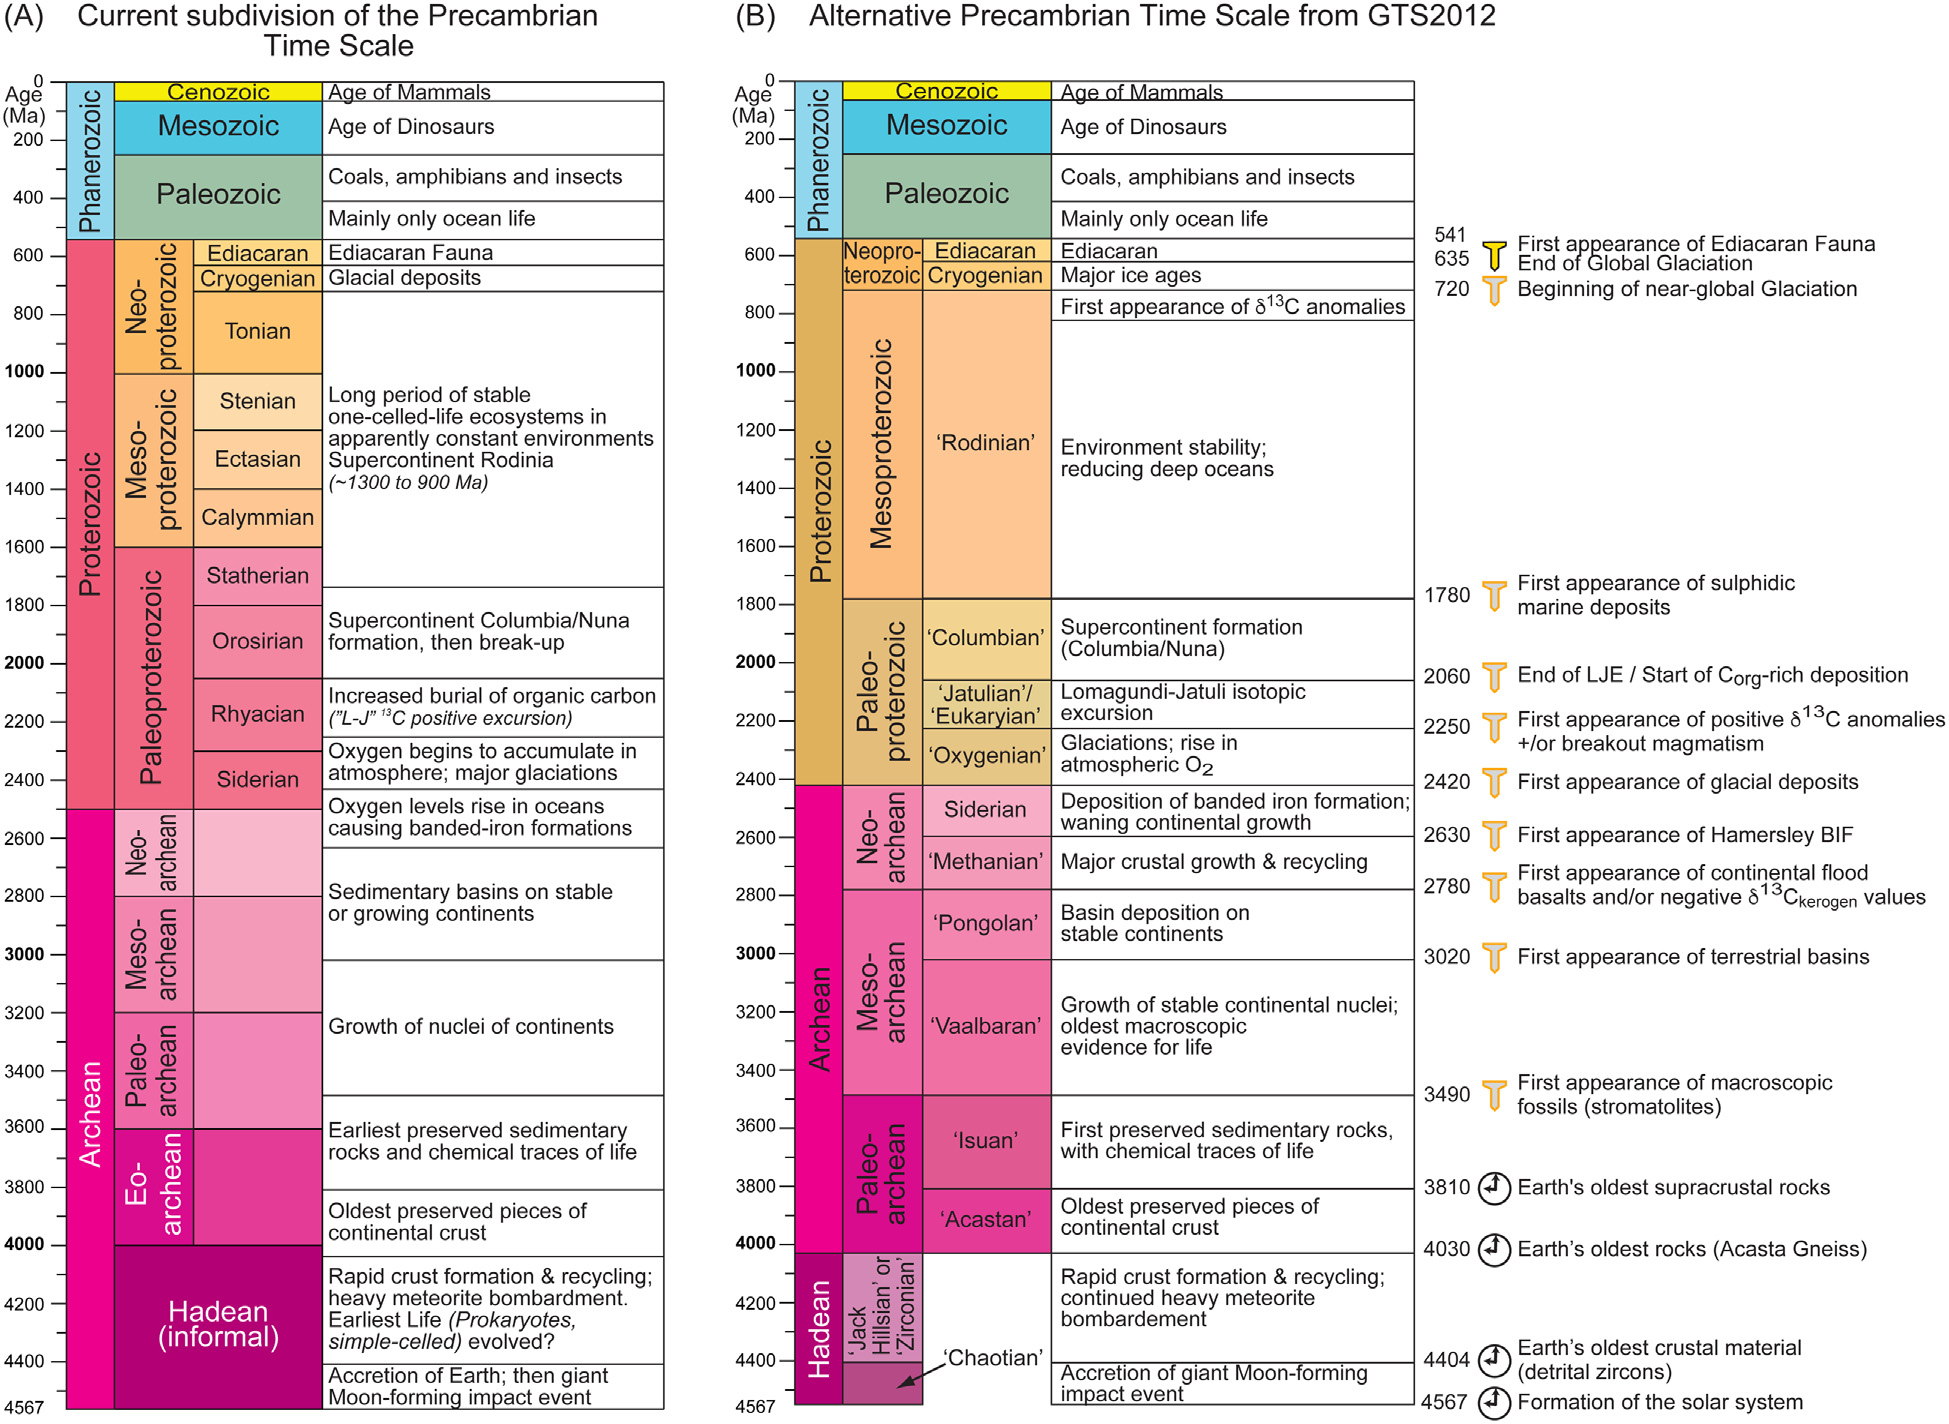 (A) Current subdivision of the Precambrian
Time Scale
0
Age
(Ma)
200
400
600
800
1000
1200
1400
1600
1800
2000
2200
2400
2600
2800
3000
3200
3400
3600
3800
4000
4200
4400
4567
Phanerozoic
Proterozoic
Archean
Cenozoic
Mesozoic
Paleozoic
Neo-
proterozoic
Meso-
proterozoic
Paleoproterozoic
Neo-
archean
Meso-
archean
Paleo-
archean
Eo-
archean
Hadean
(informal)
Ediacaran
Cryogenian
Tonian
Stenian
Ectasian
Calymmian
Statherian
Orosirian
Rhyacian
Siderian
Age of Mammals
Age of Dinosaurs
Coals, amphibians and insects
Mainly only ocean life
Ediacaran Fauna
Glacial deposits
Long period of stable
one-celled-life ecosystems in
apparently constant environments
Supercontinent Rodinia
(~1300 to 900 Ma)
Supercontinent Columbia/Nuna
formation, then break-up
Increased burial of organic carbon
("L-J" ¹³C positive excursion)
Oxygen begins to accumulate in
atmosphere; major glaciations
Oxygen levels rise in oceans
causing banded-iron formations
Sedimentary basins on stable
or growing continents
Growth of nuclei of continents
Earliest preserved sedimentary
rocks and chemical traces of life
Oldest preserved pieces of
continental crust
Rapid crust formation & recycling;
heavy meteorite bombardment.
Earliest Life (Prokaryotes,
simple-celled) evolved?
Accretion of Earth; then giant
Moon-forming impact event
(B) Alternative Precambrian Time Scale from GTS2012
0
Age
(Ma)
200
400
600
800
1000
1200
1400
1600
1800
2000
2200
2400
2600
2800
3000
3200
3400
3600
3800
4000
4200
4400
4567
Phanerozoic
Proterozoic
Archean
Hadean
Cenozoic
Mesozoic
Paleozoic
Neopro-
terozoic
Mesoproterozoic
Paleo-
proterozoic
Neo-
archean
Meso-
archean
Paleo-
archean
'Jack
Hillsian' or
'Zirconian'
Ediacaran
Cryogenian
'Rodinian'
'Columbian'
'Jatulian'/
'Eukaryian'
'Oxygenian'
Siderian
'Methanian'
'Pongolan'
'Vaalbaran'
'Isuan'
'Acastan'
'Chaotian'
Age of Mammals
Age of Dinosaurs
Coals, amphibians and insects
Mainly only ocean life
Ediacaran
Major ice ages
First appearance of δ¹³C anomalies
Environment stability;
reducing deep oceans
Supercontinent formation
(Columbia/Nuna)
Lomagundi-Jatuli isotopic
excursion
Glaciations; rise in
atmospheric O₂
Deposition of banded iron formation;
waning continental growth
Major crustal growth & recycling
Basin deposition on
stable continents
Growth of stable continental nuclei;
oldest macroscopic
evidence for life
First preserved sedimentary rocks,
with chemical traces of life
Oldest preserved pieces of
continental crust
Rapid crust formation & recycling;
continued heavy meteorite
bombardement
Accretion of giant Moon-forming
impact event
541
First appearance of Ediacaran Fauna
635 End of Global Glaciation
720 Beginning of near-global Glaciation
1780 First appearance of sulphidic
marine deposits
2060 End of LJE / Start of Corg-rich deposition
2250 First appearance of positive δ¹³C anomalies
+/or breakout magmatism
2420 First appearance of glacial deposits
2630 First appearance of Hamersley BIF
2780 First appearance of continental flood
basalts and/or negative δ¹³Ckerogen values
3020 First appearance of terrestrial basins
3490 First appearance of macroscopic
fossils (stromatolites)
3810 Earth's oldest supracrustal rocks
4030 Earth's oldest rocks (Acasta Gneiss)
4404 Earth's oldest crustal material
(detrital zircons)
4567 Formation of the solar system